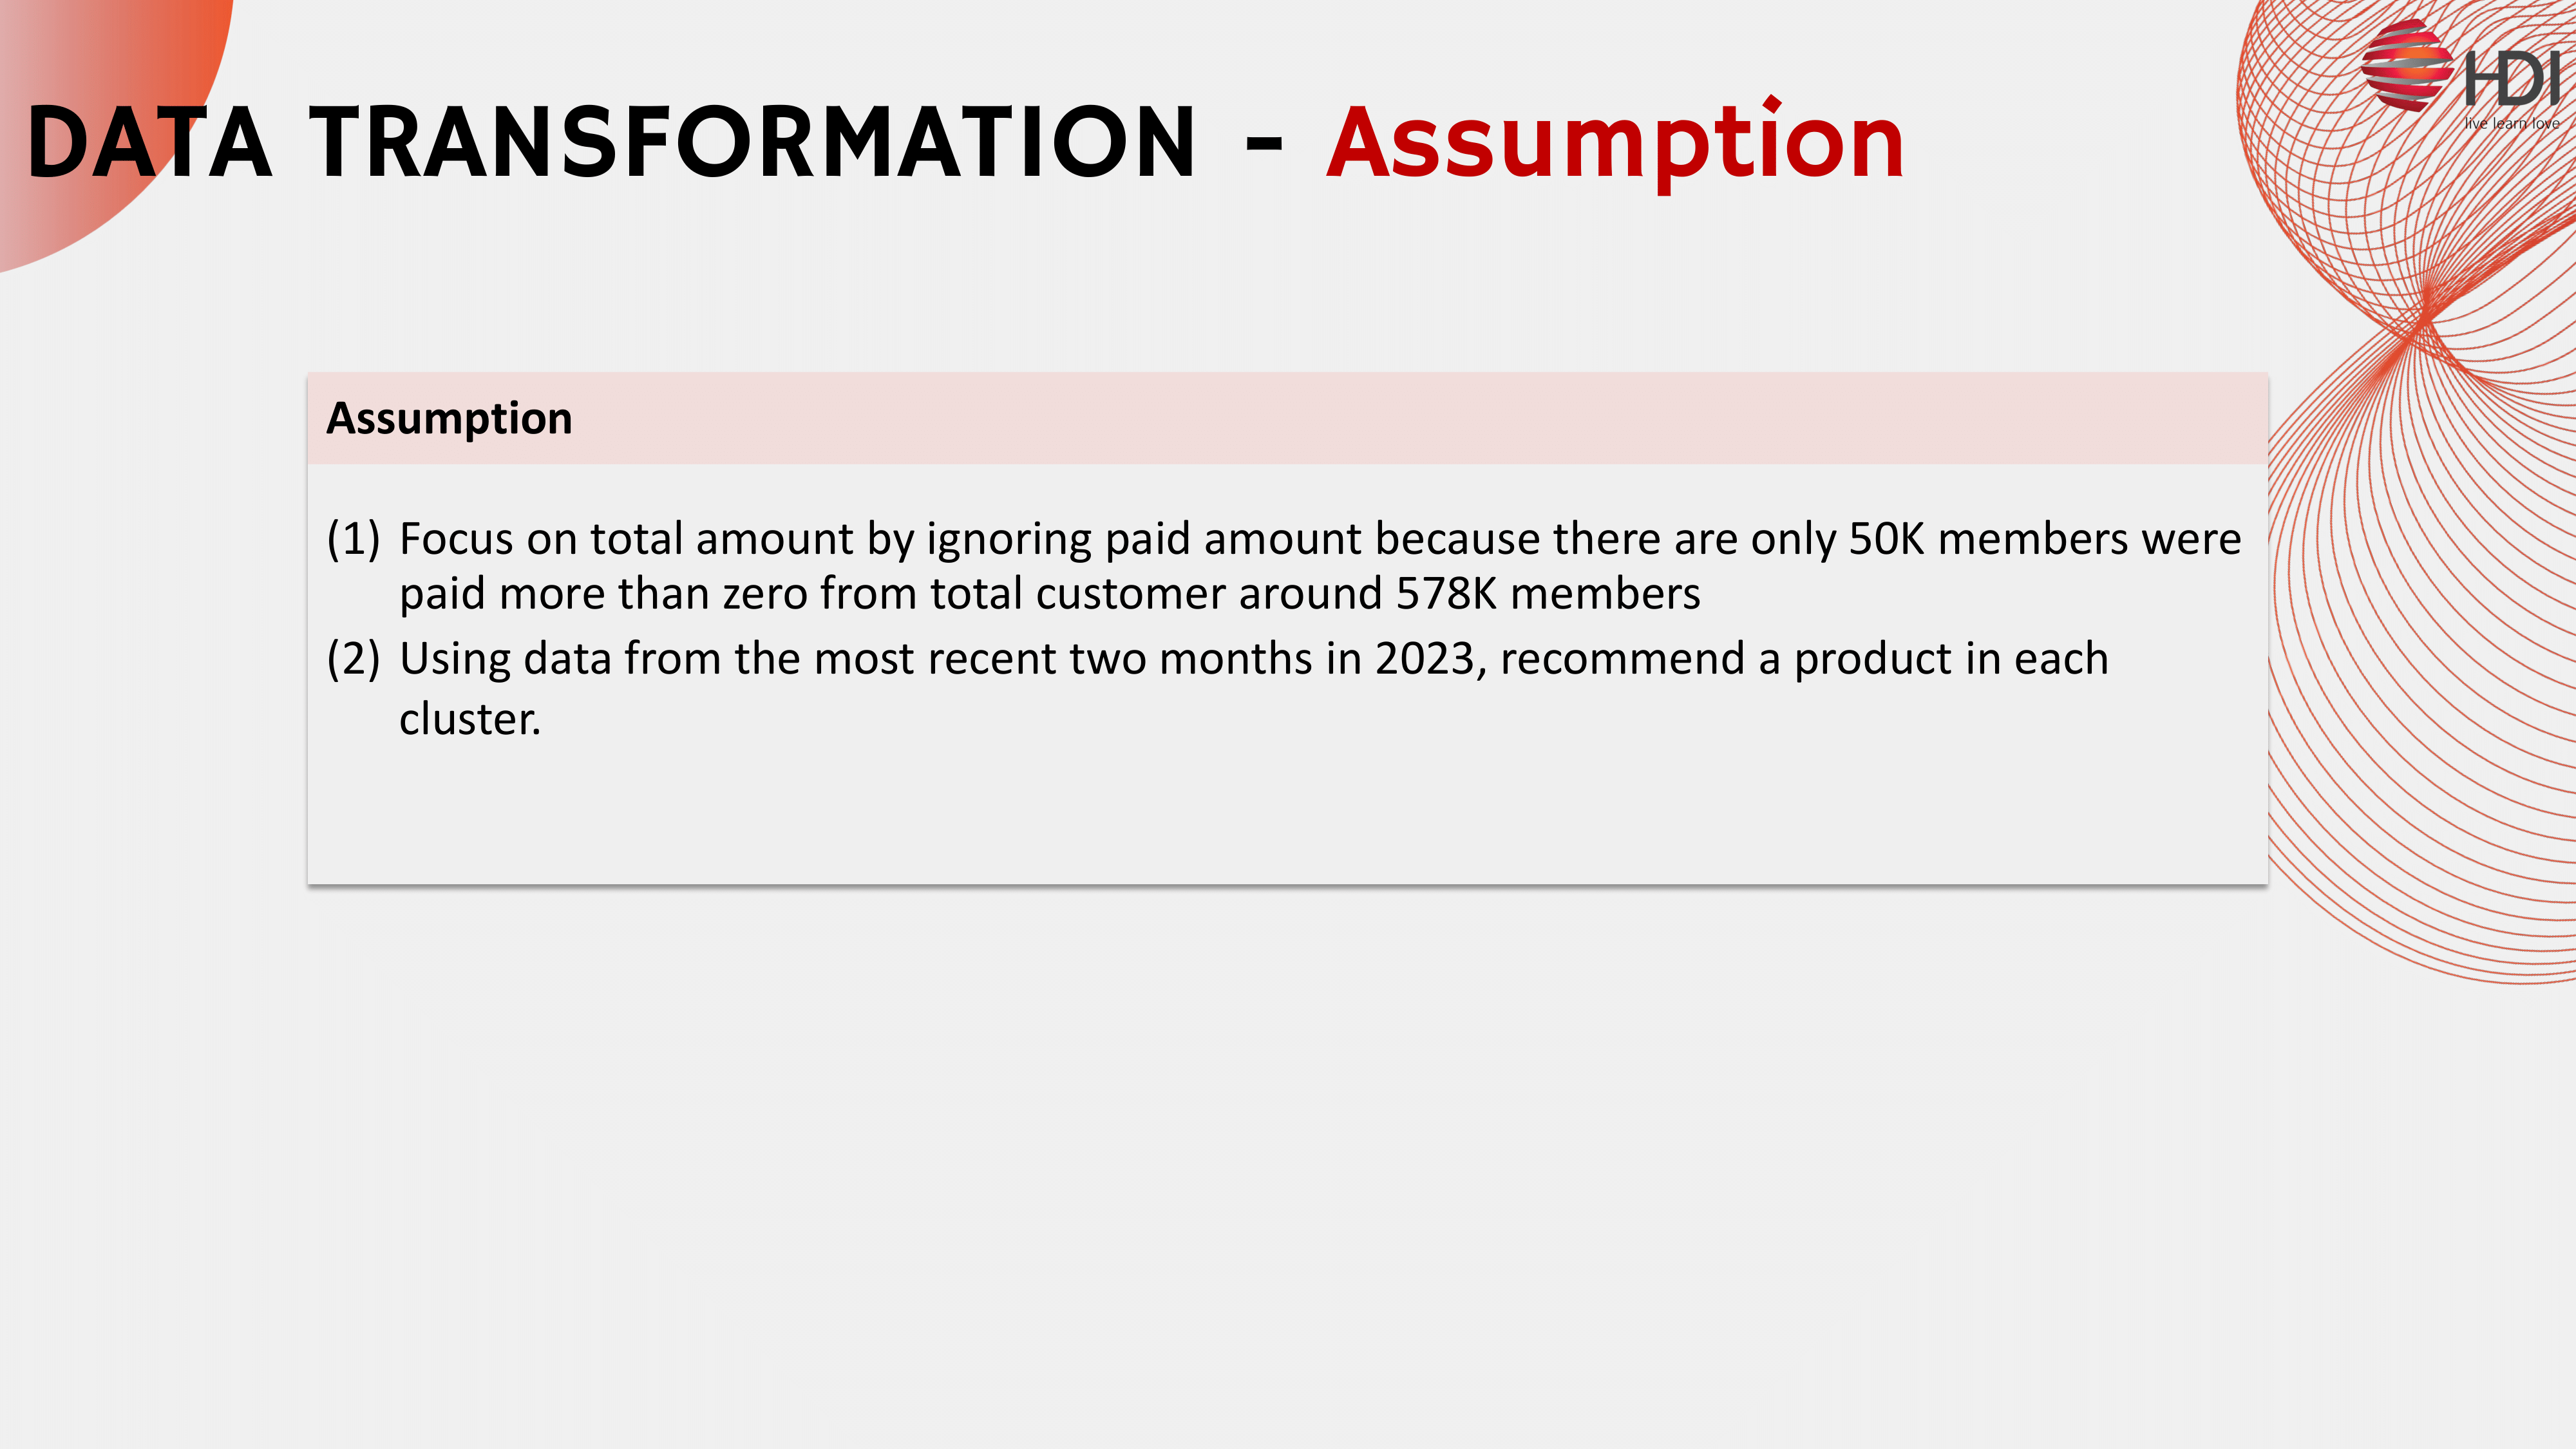 HDI
live learn love
DATA TRANSFORMATION - Assumption
Assumption
(1) Focus on total amount by ignoring paid amount because there are only 50K members were
paid more than zero from total customer around 578K members
(2) Using data from the most recent two months in 2023, recommend a product in each
cluster.